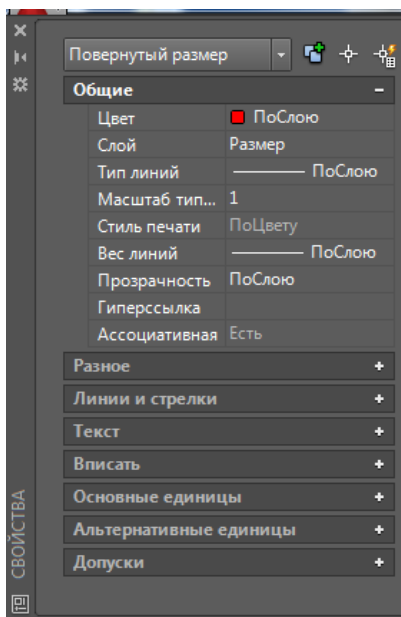 Повернутый размер
Общие
Цвет ПоСлою
Слой Размер
Тип линий ПоСлою
Масштаб тип... 1
Стиль печати ПоЦвету
Вес линий ПоСлою
Прозрачность ПоСлою
Гиперссылка
Ассоциативная Есть
Разное
Линии и стрелки
Текст
Вписать
Основные единицы
Альтернативные единицы
Допуски
СВОЙСТВА